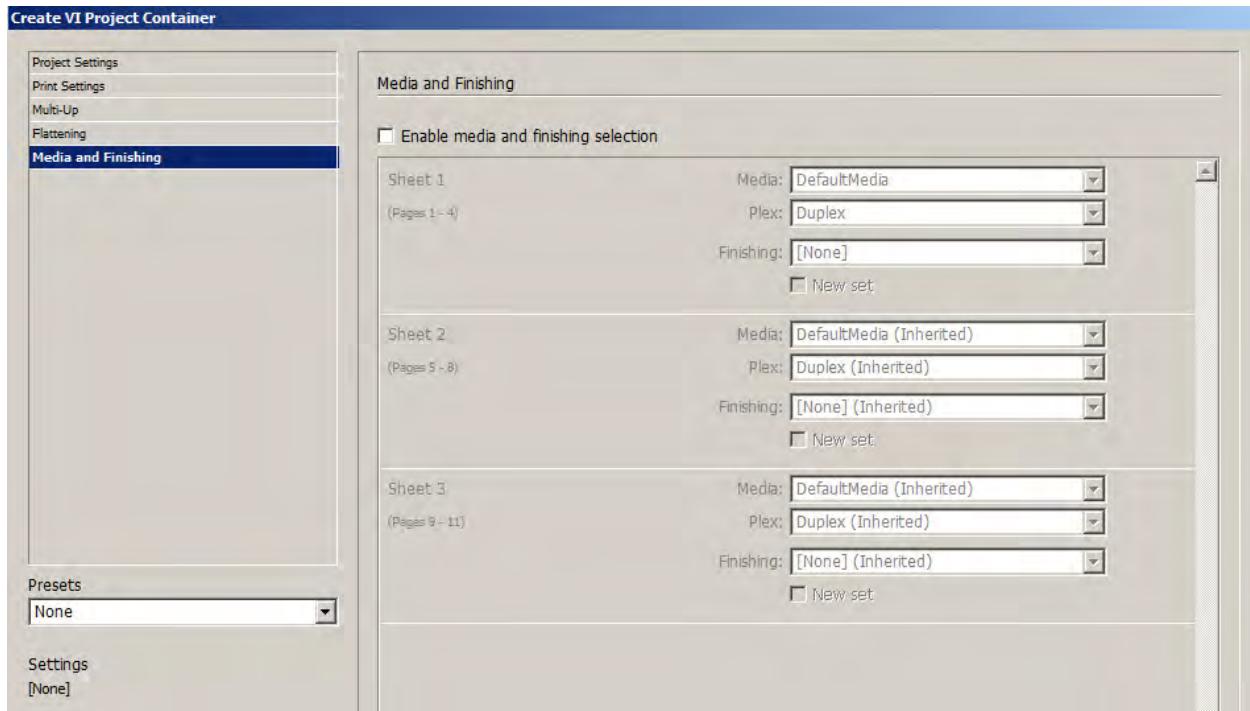 Create VI Project Container
Project Settings
Print Settings
Multi-Up
Flattening
Media and Finishing
Presets
None
Settings
[None]
Media and Finishing
Enable media and finishing selection
Sheet 1
Media: DefaultMedia
(Pages 1 - 4)
Plex: Duplex
Finishing: [None]
New set
Sheet 2
Media: DefaultMedia (Inherited)
(Pages 5 - 8)
Plex: Duplex (Inherited)
Finishing: [None] (Inherited)
New set
Sheet 3
Media: DefaultMedia (Inherited)
(Pages 9 - 11)
Plex: Duplex (Inherited)
Finishing: [None] (Inherited)
New set